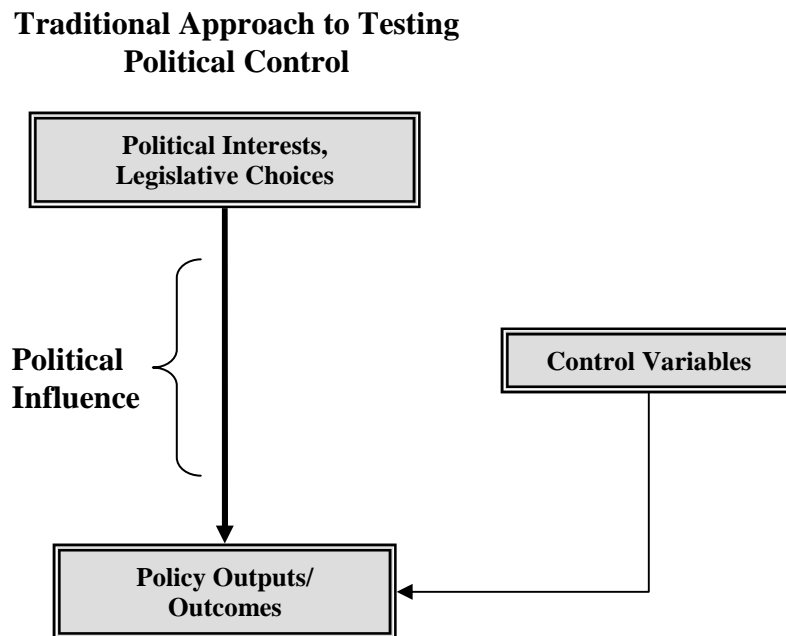 Traditional Approach to Testing
Political Control
Political Interests,
Legislative Choices
Political
Influence
Control Variables
Policy Outputs/
Outcomes